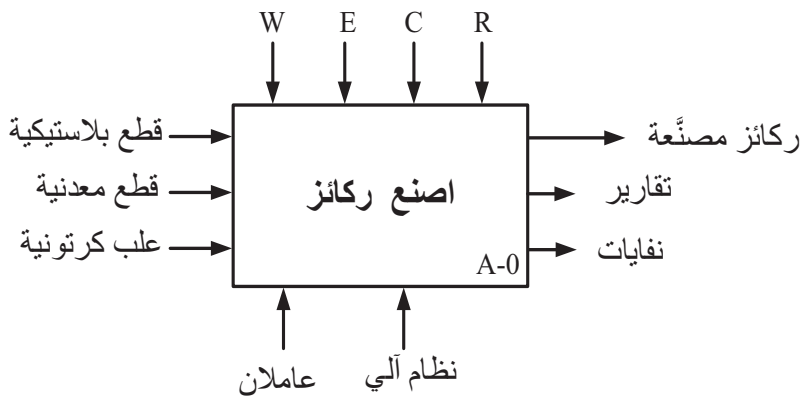 W E C R
قطع بلاستيكية
قطع معدنية
علب كرتونية
اصنع ركائز
A-0
ركائز مصنَّعة
تقارير
نفايات
عاملان
نظام آلي